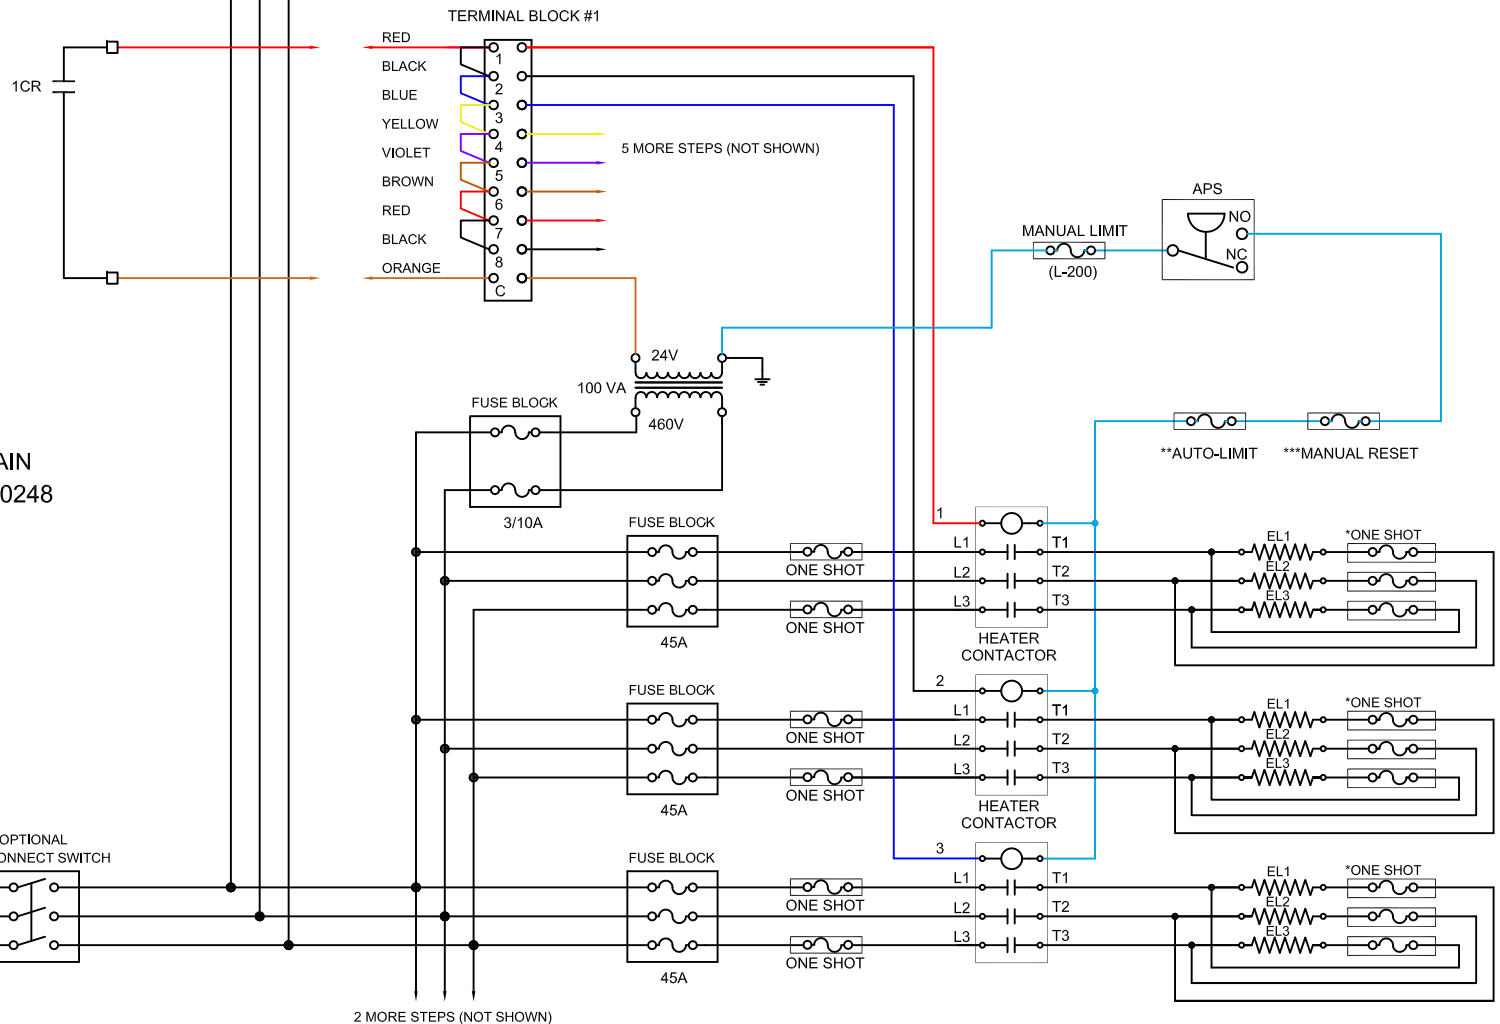 TERMINAL BLOCK #1
RED
BLACK
BLUE
YELLOW
VIOLET
BROWN
RED
BLACK
ORANGE
1
2
3
4
5
6
7
8
C
1CR
5 MORE STEPS (NOT SHOWN)
APS
NO
NC
MANUAL LIMIT
(L-200)
24V
100 VA
460V
FUSE BLOCK
3/10A
**AUTO-LIMIT
***MANUAL RESET
AIN
0248
FUSE BLOCK
45A
ONE SHOT
ONE SHOT
1
L1
L2
L3
T1
T2
T3
HEATER
CONTACTOR
EL1
EL2
EL3
*ONE SHOT
FUSE BLOCK
45A
ONE SHOT
ONE SHOT
2
L1
L2
L3
T1
T2
T3
HEATER
CONTACTOR
EL1
EL2
EL3
*ONE SHOT
OPTIONAL
ONNECT SWITCH
FUSE BLOCK
45A
ONE SHOT
ONE SHOT
3
L1
L2
L3
T1
T2
T3
EL1
EL2
EL3
*ONE SHOT
2 MORE STEPS (NOT SHOWN)